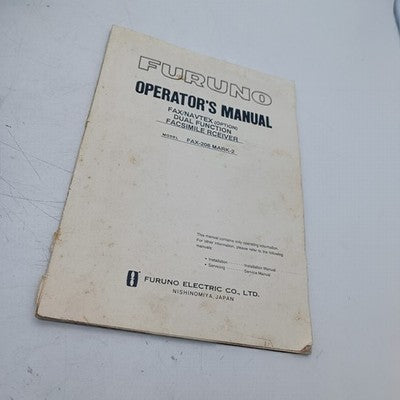 FURUNO
OPERATOR'S MANUAL
FAX/NAVTEX (OPTION)
DUAL FUNCTION
FACSIMILE RCEIVER
MODEL FAX-208 MARK-2
This manual contains only operating information.
For other information, please refer to the following
manuals:
• Installation ........ Installation Manual
• Servicing ........ Service Manual
FURUNO ELECTRIC CO., LTD.
NISHINOMIYA, JAPAN